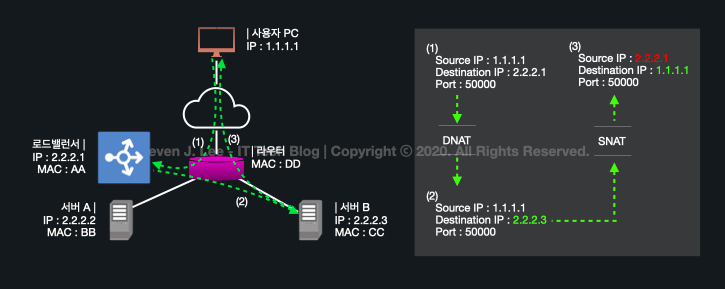 | 사용자 PC
IP : 1.1.1.1
로드밸런서 |
IP : 2.2.2.1
MAC : AA
(1)
(3)
| 라우터
MAC : DD
(2)
서버 A |
IP : 2.2.2.2
MAC : BB
| 서버 B
IP : 2.2.2.3
MAC : CC
(1)
Source IP : 1.1.1.1
Destination IP : 2.2.2.1
Port : 50000
DNAT
(2)
Source IP : 1.1.1.1
Destination IP : 2.2.2.3
Port : 50000
(3)
Source IP : 2.2.2.1
Destination IP : 1.1.1.1
Port : 50000
SNAT
J. Lee - IT Tech Blog | Copyright © 2020. All Rights Reserved.